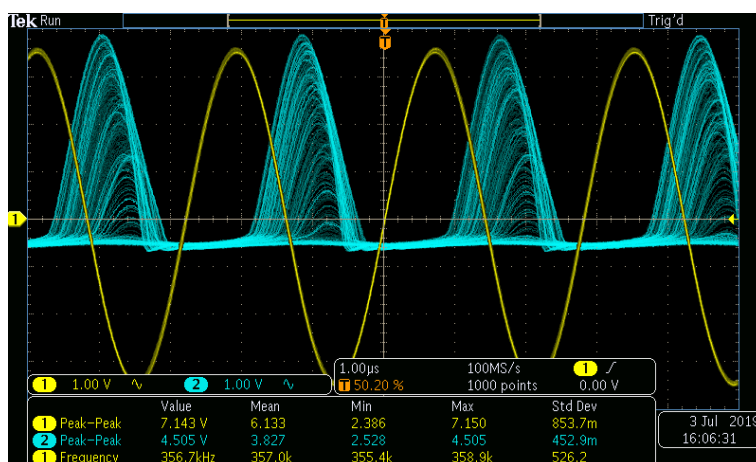 Tek Run Trig'd
T
T
1
1 1.00 V 2 1.00 V
1.00µs 100MS/s 1
T 50.20 % 1000 points 0.00 V
Value Mean Min Max Std Dev
1 Peak-Peak 7.143 V 6.133 2.386 7.150 853.7m
2 Peak-Peak 4.505 V 3.827 2.528 4.505 452.9m
1 Frequency 356.7kHz 357.0k 355.4k 358.9k 526.2
3 Jul 2019
16:06:31